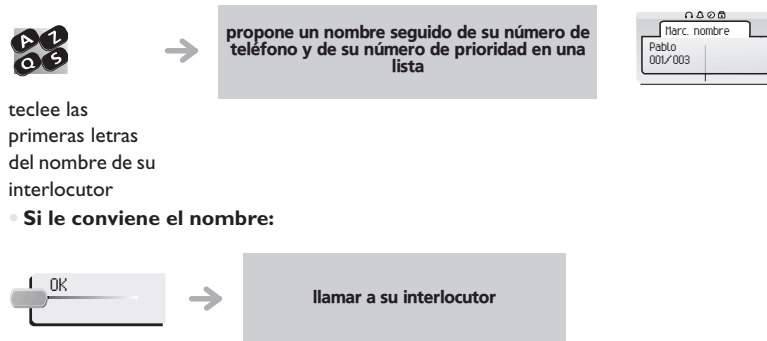 A Z
Q S
propone un nombre seguido de su número de
teléfono y de su número de prioridad en una
lista
Marc. nombre
Pablo
001/003
teclee las
primeras letras
del nombre de su
interlocutor
• Si le conviene el nombre:
OK
llamar a su interlocutor